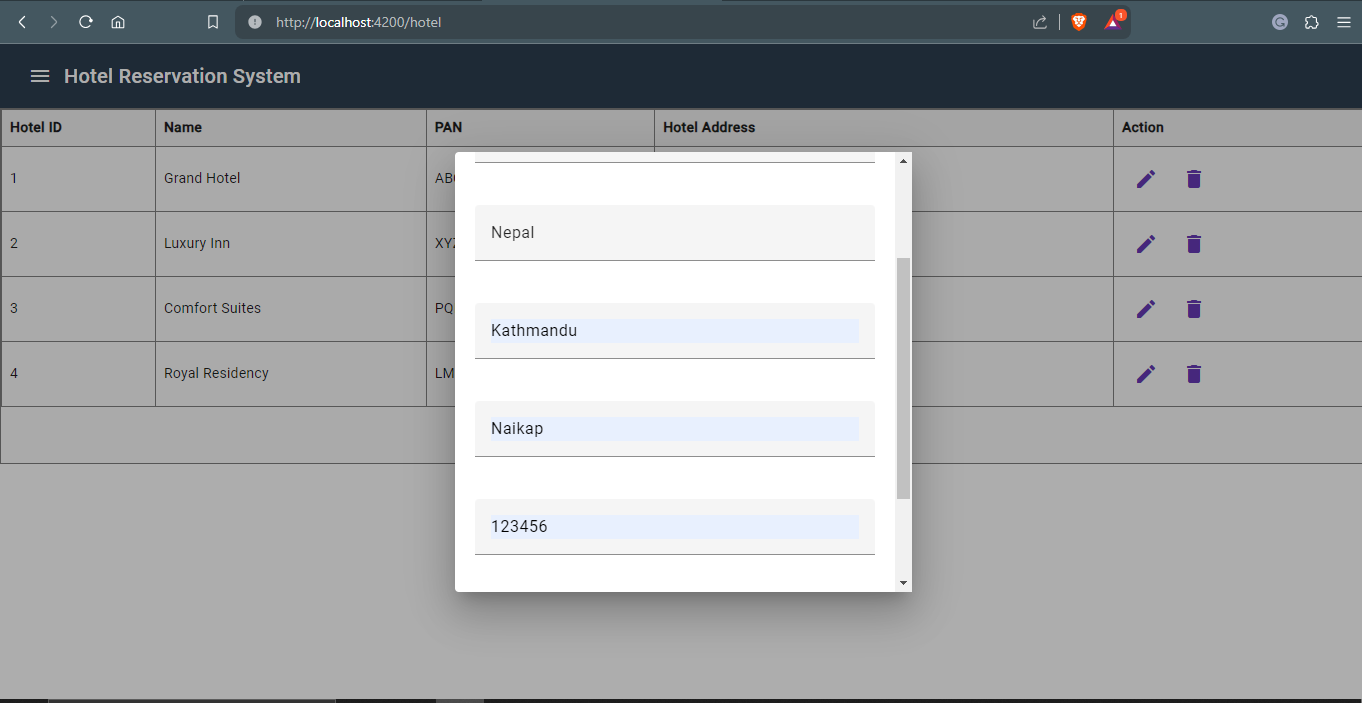 http://localhost:4200/hotel
1
Hotel Reservation System
Hotel ID Name PAN Hotel Address Action
1 Grand Hotel
2 Luxury Inn
3 Comfort Suites
4 Royal Residency
Nepal
Kathmandu
Naikap
123456